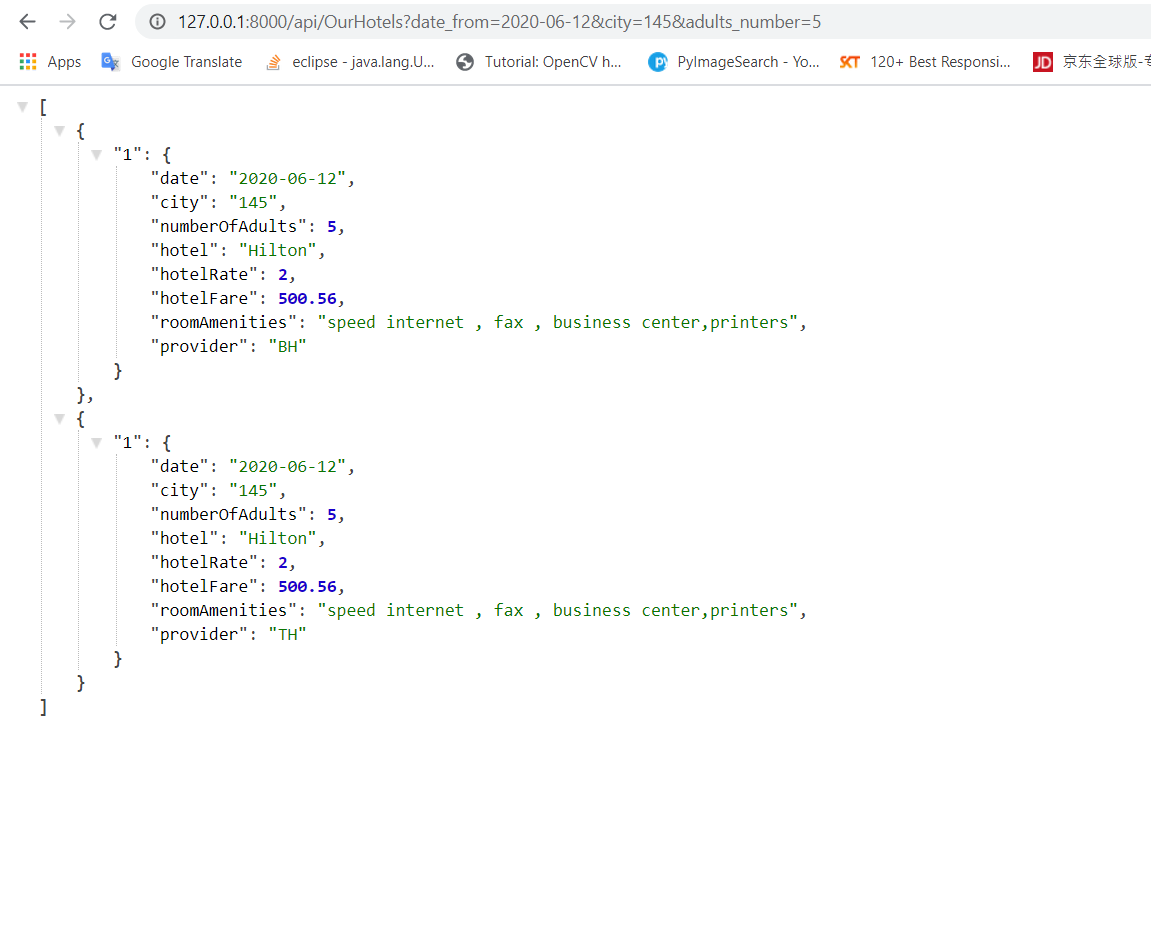 127.0.0.1:8000/api/OurHotels?date_from=2020-06-12&city=145&adults_number=5
Apps Google Translate eclipse - java.lang.U... Tutorial: OpenCV h... PyImageSearch - Yo... SKT 120+ Best Responsi... JD 京东全球版-专
[
{
"1": {
"date": "2020-06-12",
"city": "145",
"numberOfAdults": 5,
"hotel": "Hilton",
"hotelRate": 2,
"hotelFare": 500.56,
"roomAmenities": "speed internet , fax , business center,printers",
"provider": "BH"
}
},
{
"1": {
"date": "2020-06-12",
"city": "145",
"numberOfAdults": 5,
"hotel": "Hilton",
"hotelRate": 2,
"hotelFare": 500.56,
"roomAmenities": "speed internet , fax , business center,printers",
"provider": "TH"
}
}
]